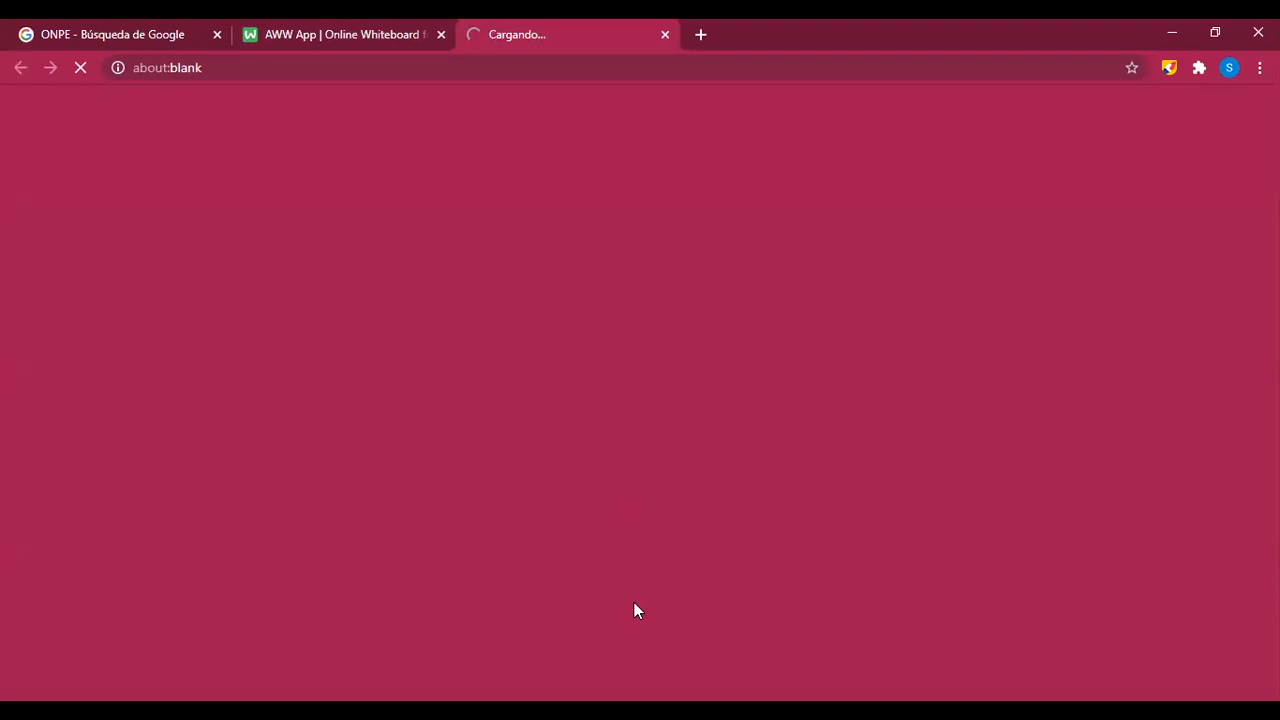 ONPE - Búsqueda de Google
AWW App | Online Whiteboard f
Cargando...
about:blank
S